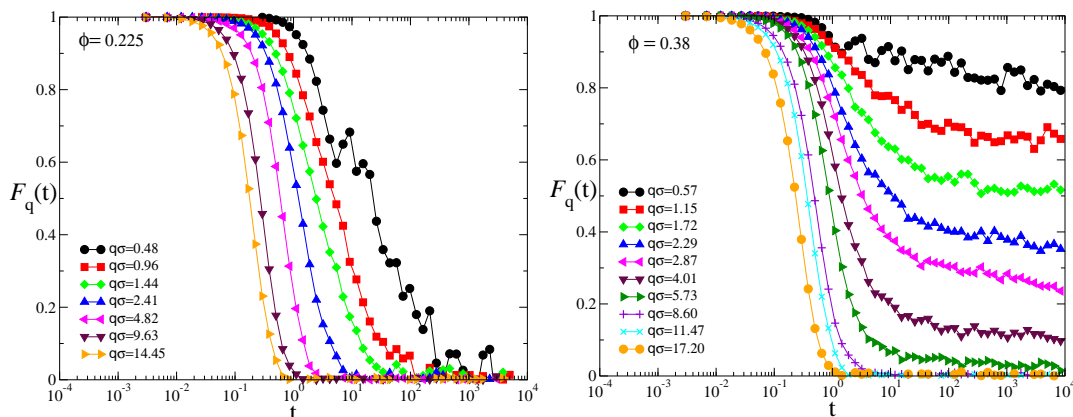 ϕ= 0.225
1
0.8
0.6
F_q(t)
0.4
0.2
0
qσ=0.48
qσ=0.96
qσ=1.44
qσ=2.41
qσ=4.82
qσ=9.63
qσ=14.45
10^-4 10^-3 10^-2 10^-1 10^0 10^1 10^2 10^3 10^4
t
ϕ = 0.38
1
0.8
0.6
F_q(t)
0.4
0.2
0
qσ=0.57
qσ=1.15
qσ=1.72
qσ=2.29
qσ=2.87
qσ=4.01
qσ=5.73
qσ=8.60
qσ=11.47
qσ=17.20
10^-4 10^-3 10^-2 10^-1 10^0 10^1 10^2 10^3 10^4
t